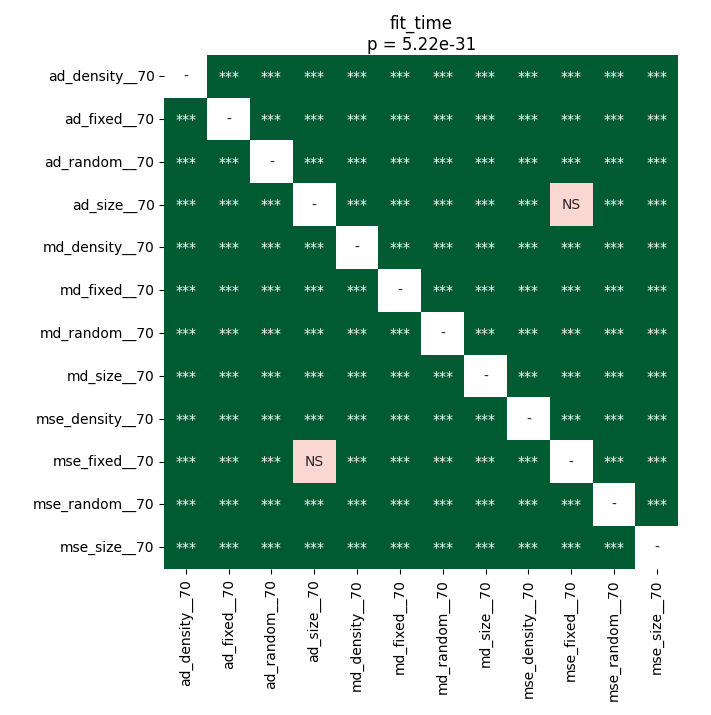 fit_time
p = 5.22e-31
ad_density__70 - *** *** *** *** *** *** *** *** *** *** ***
ad_fixed__70 *** - *** *** *** *** *** *** *** *** *** ***
ad_random__70 *** *** - *** *** *** *** *** *** *** *** ***
ad_size__70 *** *** *** - *** *** *** *** *** NS *** ***
md_density__70 *** *** *** *** - *** *** *** *** *** *** ***
md_fixed__70 *** *** *** *** *** - *** *** *** *** *** ***
md_random__70 *** *** *** *** *** *** - *** *** *** *** ***
md_size__70 *** *** *** *** *** *** *** - *** *** *** ***
mse_density__70 *** *** *** *** *** *** *** *** - *** *** ***
mse_fixed__70 *** *** *** NS *** *** *** *** *** - *** ***
mse_random__70 *** *** *** *** *** *** *** *** *** *** - ***
mse_size__70 *** *** *** *** *** *** *** *** *** *** *** -
ad_density__70
ad_fixed__70
ad_random__70
ad_size__70
md_density__70
md_fixed__70
md_random__70
md_size__70
mse_density__70
mse_fixed__70
mse_random__70
mse_size__70